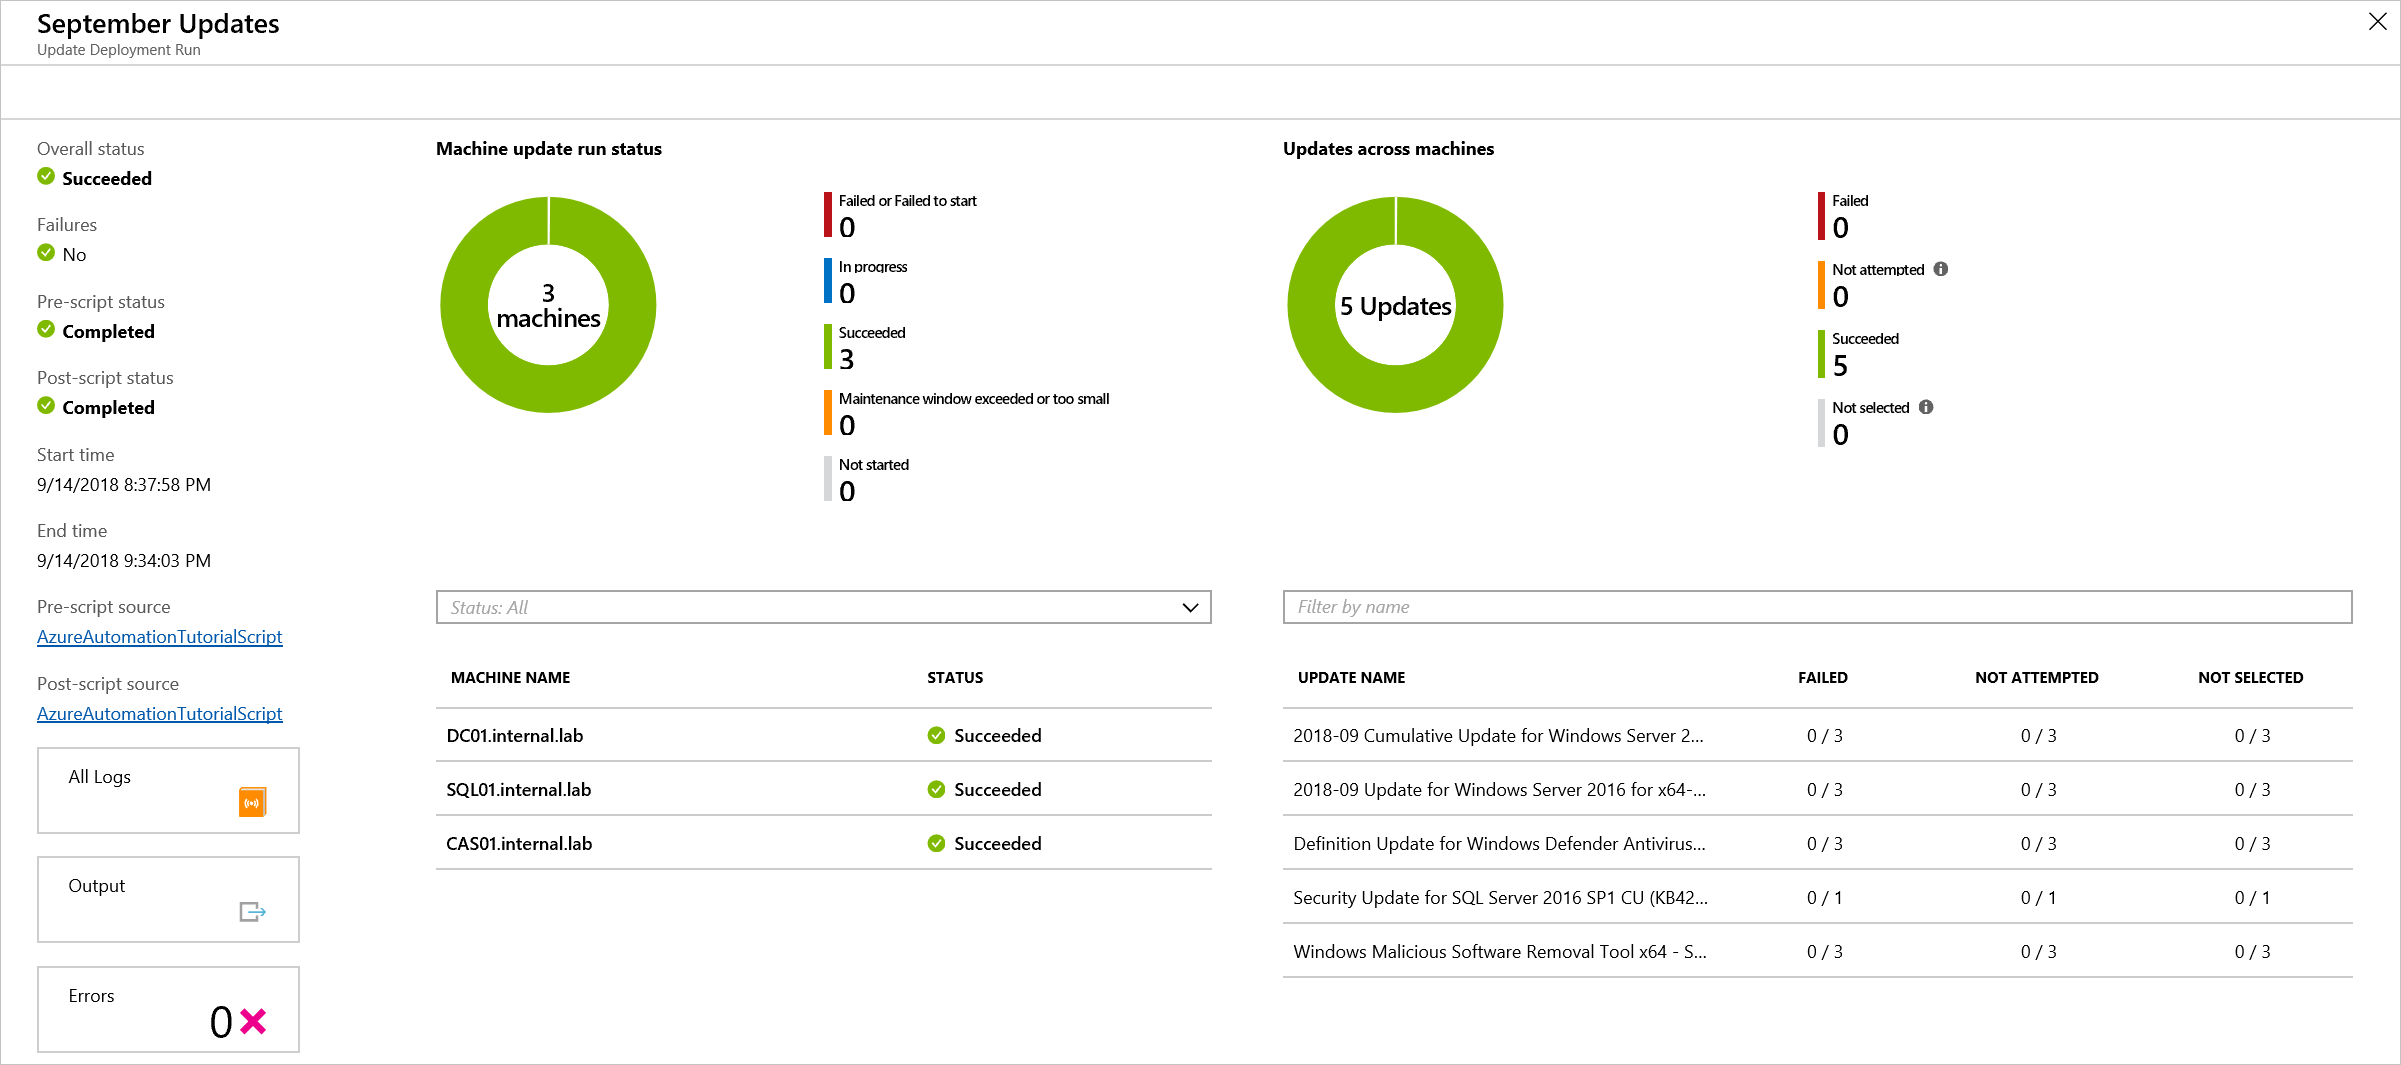 September Updates
Update Deployment Run
Overall status
Succeeded
Failures
No
Pre-script status
Completed
Post-script status
Completed
Start time
9/14/2018 8:37:58 PM
End time
9/14/2018 9:34:03 PM
Pre-script source
AzureAutomationTutorialScript
Post-script source
AzureAutomationTutorialScript
All Logs
Output
Errors
0
Machine update run status
3
machines
Failed or Failed to start
0
In progress
0
Succeeded
3
Maintenance window exceeded or too small
0
Not started
0
Status: All
MACHINE NAME STATUS
DC01.internal.lab Succeeded
SQL01.internal.lab Succeeded
CAS01.internal.lab Succeeded
Updates across machines
5 Updates
Failed
0
Not attempted
0
Succeeded
5
Not selected
0
Filter by name
UPDATE NAME FAILED NOT ATTEMPTED NOT SELECTED
2018-09 Cumulative Update for Windows Server 2... 0 / 3 0 / 3 0 / 3
2018-09 Update for Windows Server 2016 for x64-... 0 / 3 0 / 3 0 / 3
Definition Update for Windows Defender Antivirus... 0 / 3 0 / 3 0 / 3
Security Update for SQL Server 2016 SP1 CU (KB42... 0 / 1 0 / 1 0 / 1
Windows Malicious Software Removal Tool x64 - S... 0 / 3 0 / 3 0 / 3